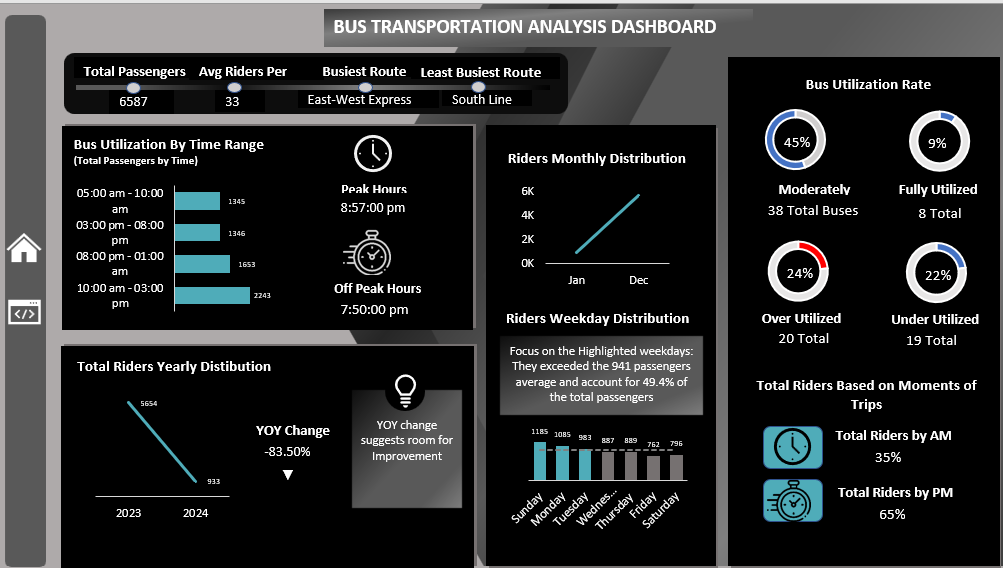 BUS TRANSPORTATION ANALYSIS DASHBOARD
Total Passengers
6587
Avg Riders Per
33
Busiest Route
East-West Express
Least Busiest Route
South Line
Bus Utilization By Time Range
(Total Passengers by Time)
05:00 am - 10:00
am
1345
03:00 pm - 08:00
pm
1346
08:00 pm - 01:00
am
1653
10:00 am - 03:00
pm
2243
Peak Hours
8:57:00 pm
Off Peak Hours
7:50:00 pm
Total Riders Yearly Distibution
5654
933
2023
2024
YOY Change
-83.50%
▼
YOY change
suggests room for
Improvement
Riders Monthly Distribution
6K
4K
2K
0K
Jan
Dec
Riders Weekday Distribution
Focus on the Highlighted weekdays:
They exceeded the 941 passengers
average and account for 49.4% of
the total passengers
1185
1085
983
887
889
762
796
Sunday
Monday
Tuesday
Wednes...
Thursday
Friday
Saturday
Bus Utilization Rate
45%
Moderately
38 Total Buses
9%
Fully Utilized
8 Total
24%
Over Utilized
20 Total
22%
Under Utilized
19 Total
Total Riders Based on Moments of
Trips
Total Riders by AM
35%
Total Riders by PM
65%